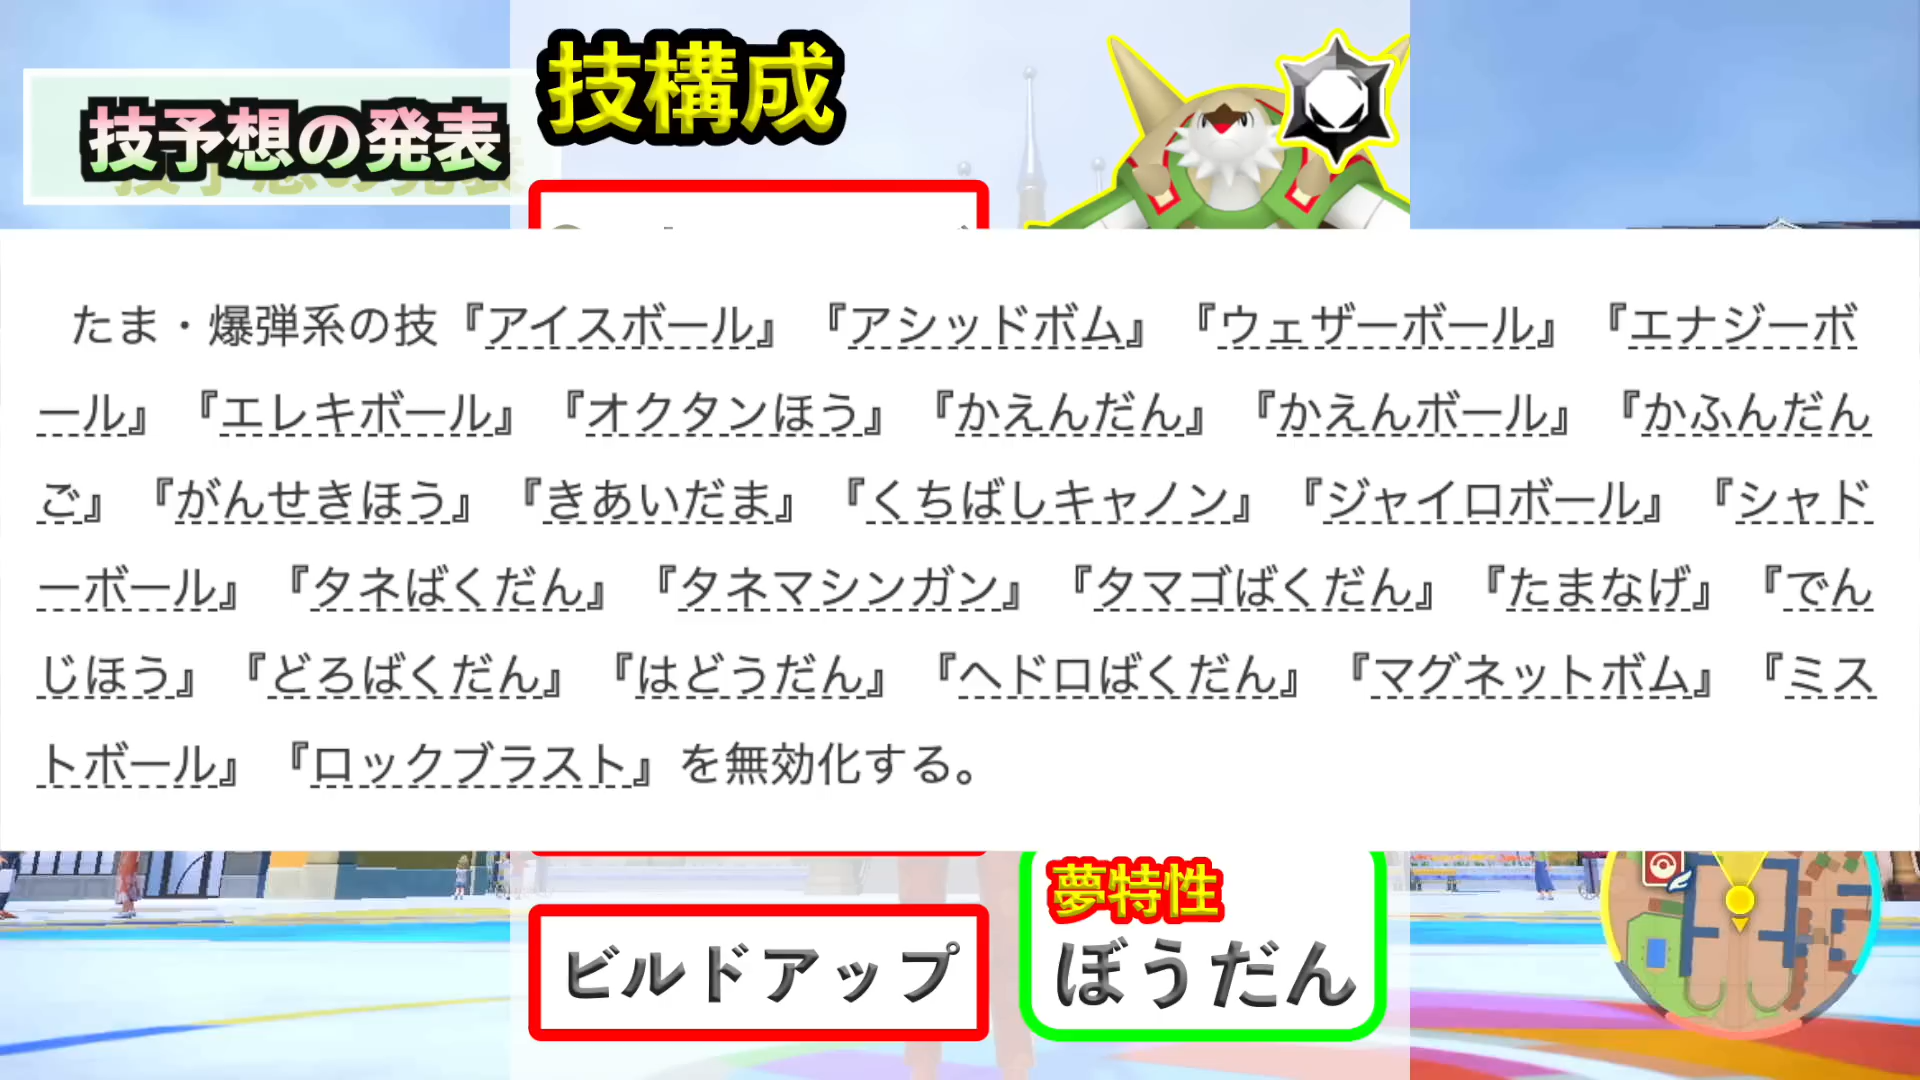 技構成
技予想の発表
たま・爆弾系の技『アイスボール』『アシッドボム』『ウェザーボール』『エナジーボ
ール』『エレキボール』『オクタンほう』『かえんだん』『かえんボール』『かふんだん
ご』『がんせきほう』『きあいだま』『くちばしキャノン』『ジャイロボール』『シャド
ーボール』『タネばくだん』『タネマシンガン』『タマゴばくだん』『たまなげ』『でん
じほう』『どろばくだん』『はどうだん』『ヘドロばくだん』『マグネットボム』『ミス
トボール』『ロックブラスト』を無効化する。
夢特性
ビルドアップ
ぼうだん